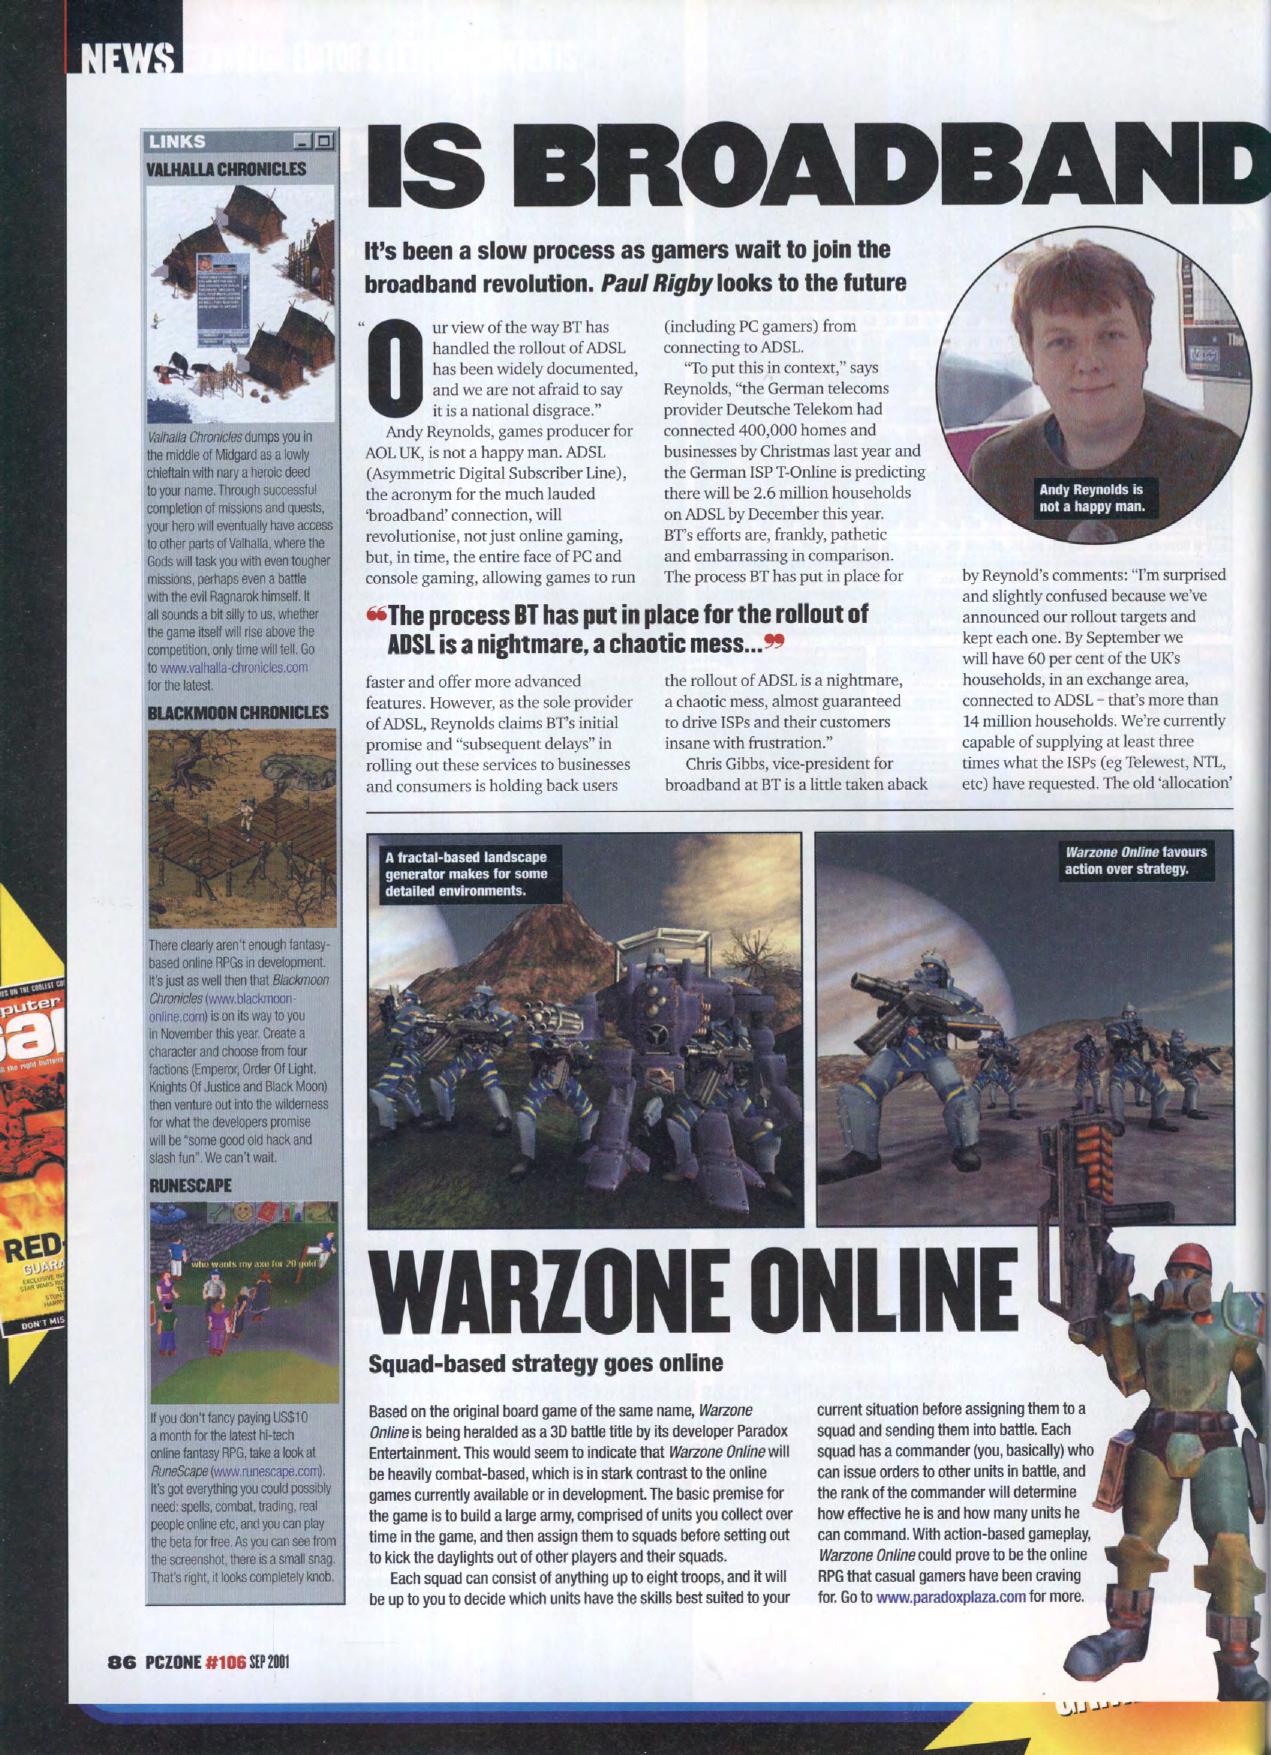 NEWS
LINKS
VALHALLA CHRONICLES
Valhalla Chronicles dumps you in
the middle of Midgard as a lowly
chieftain with nary a heroic deed
to your name. Through successful
completion of missions and quests,
your hero will eventually have access
to other parts of Valhalla, where the
Gods will task you with even tougher
missions, perhaps even a battle
with the evil Ragnarok himself. It
all sounds a bit silly to us, whether
the game itself will rise above the
competition, only time will tell. Go
to www.valhalla-chronicles.com
for the latest.
BLACKMOON CHRONICLES
There clearly aren't enough fantasy-
based online RPGs in development.
It's just as well then that Blackmoon
Chronicles (www.blackmoon-
online.com) is on its way to you
in November this year. Create a
character and choose from four
factions (Emperor, Order Of Light,
Knights Of Justice and Black Moon)
then venture out into the wilderness
for what the developers promise
will be "some good old hack and
slash fun". We can't wait.
RUNESCAPE
who wants my axe for 20 gold
If you don't fancy paying US$10
a month for the latest hi-tech
online fantasy RPG, take a look at
RuneScape (www.runescape.com).
It's got everything you could possibly
need: spells, combat, trading, real
people online etc, and you can play
the beta for free. As you can see from
the screenshot, there is a small snag.
That's right, it looks completely knob.
IS BROADBAND
It's been a slow process as gamers wait to join the
broadband revolution. Paul Rigby looks to the future
"Our view of the way BT has
handled the rollout of ADSL
has been widely documented,
and we are not afraid to say
it is a national disgrace."
Andy Reynolds, games producer for
AOL UK, is not a happy man. ADSL
(Asymmetric Digital Subscriber Line),
the acronym for the much lauded
'broadband' connection, will
revolutionise, not just online gaming,
but, in time, the entire face of PC and
console gaming, allowing games to run
faster and offer more advanced
features. However, as the sole provider
of ADSL, Reynolds claims BT's initial
promise and "subsequent delays" in
rolling out these services to businesses
and consumers is holding back users
(including PC gamers) from
connecting to ADSL.
"To put this in context," says
Reynolds, "the German telecoms
provider Deutsche Telekom had
connected 400,000 homes and
businesses by Christmas last year and
the German ISP T-Online is predicting
there will be 2.6 million households
on ADSL by December this year.
BT's efforts are, frankly, pathetic
and embarrassing in comparison.
The process BT has put in place for
the rollout of ADSL is a nightmare,
a chaotic mess, almost guaranteed
to drive ISPs and their customers
insane with frustration."
Chris Gibbs, vice-president for
broadband at BT is a little taken aback
"The process BT has put in place for the rollout of
ADSL is a nightmare, a chaotic mess..."
Andy Reynolds is
not a happy man.
by Reynold's comments: "I'm surprised
and slightly confused because we've
announced our rollout targets and
kept each one. By September we
will have 60 per cent of the UK's
households, in an exchange area,
connected to ADSL – that's more than
14 million households. We're currently
capable of supplying at least three
times what the ISPs (eg Telewest, NTL,
etc) have requested. The old 'allocation'
A fractal-based landscape
generator makes for some
detailed environments.
Warzone Online favours
action over strategy.
WARZONE ONLINE
Squad-based strategy goes online
Based on the original board game of the same name, Warzone
Online is being heralded as a 3D battle title by its developer Paradox
Entertainment. This would seem to indicate that Warzone Online will
be heavily combat-based, which is in stark contrast to the online
games currently available or in development. The basic premise for
the game is to build a large army, comprised of units you collect over
time in the game, and then assign them to squads before setting out
to kick the daylights out of other players and their squads.
Each squad can consist of anything up to eight troops, and it will
be up to you to decide which units have the skills best suited to your
current situation before assigning them to a
squad and sending them into battle. Each
squad has a commander (you, basically) who
can issue orders to other units in battle, and
the rank of the commander will determine
how effective he is and how many units he
can command. With action-based gameplay,
Warzone Online could prove to be the online
RPG that casual gamers have been craving
for. Go to www.paradoxplaza.com for more.
86 PCZONE #106 SEP 2001
RED-
GUARA
DON'T MIS